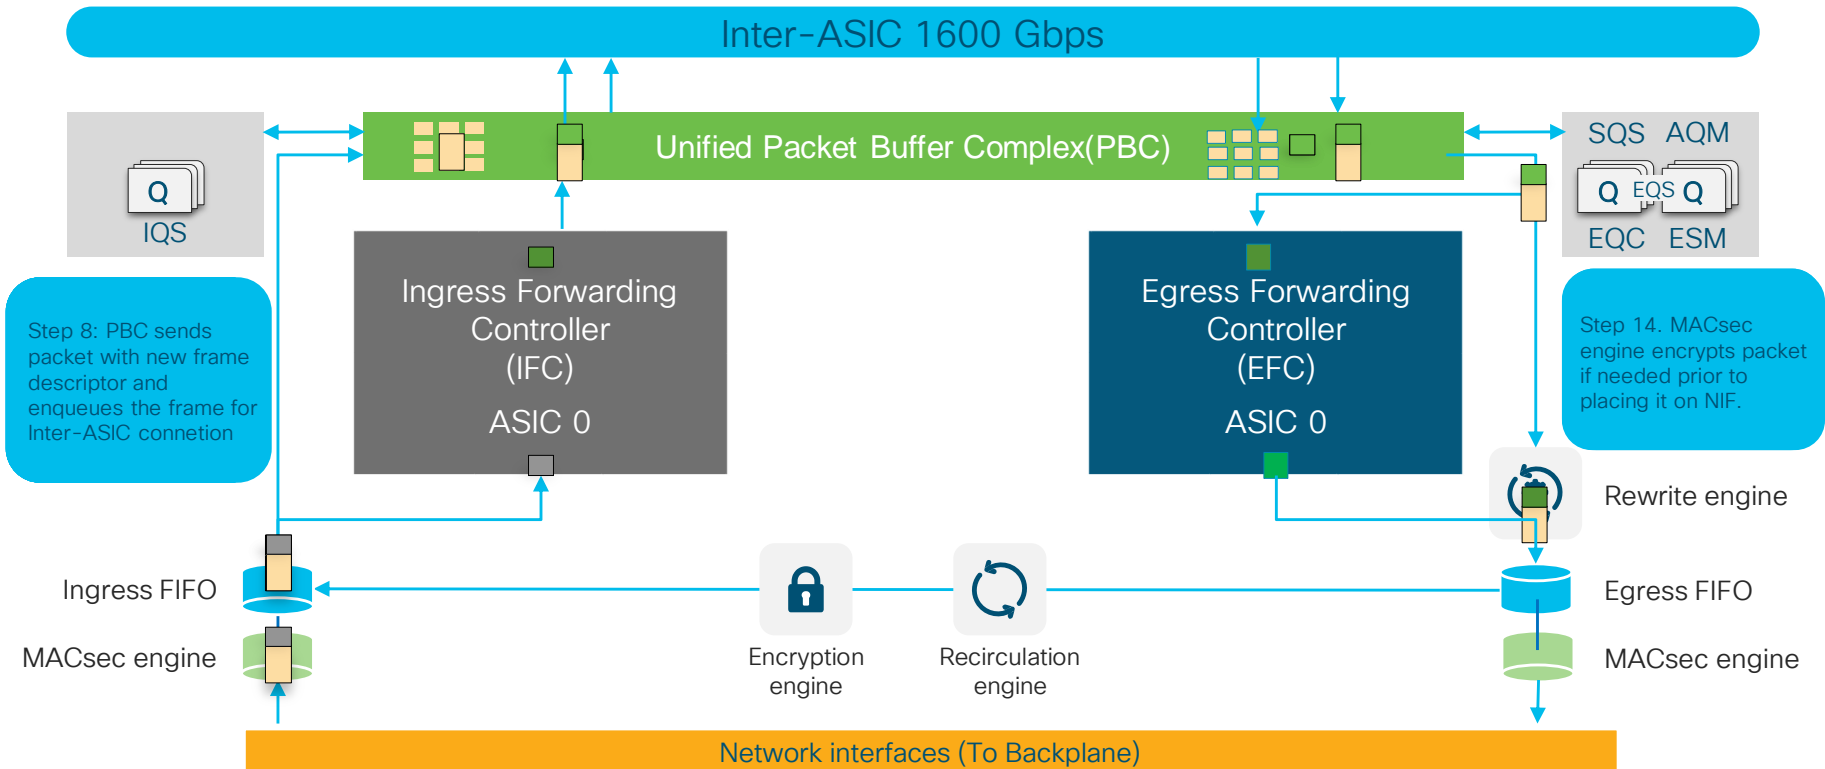 Inter-ASIC 1600 Gbps
Unified Packet Buffer Complex(PBC)
Q
IQS
SQS AQM
Q EQS Q
EQC ESM
Ingress Forwarding
Controller
(IFC)
ASIC 0
Egress Forwarding
Controller
(EFC)
ASIC 0
Step 8: PBC sends
packet with new frame
descriptor and
enqueues the frame for
Inter-ASIC connetion
Step 14. MACsec
engine encrypts packet
if needed prior to
placing it on NIF.
Rewrite engine
Ingress FIFO
Egress FIFO
MACsec engine
Encryption
engine
Recirculation
engine
MACsec engine
Network interfaces (To Backplane)